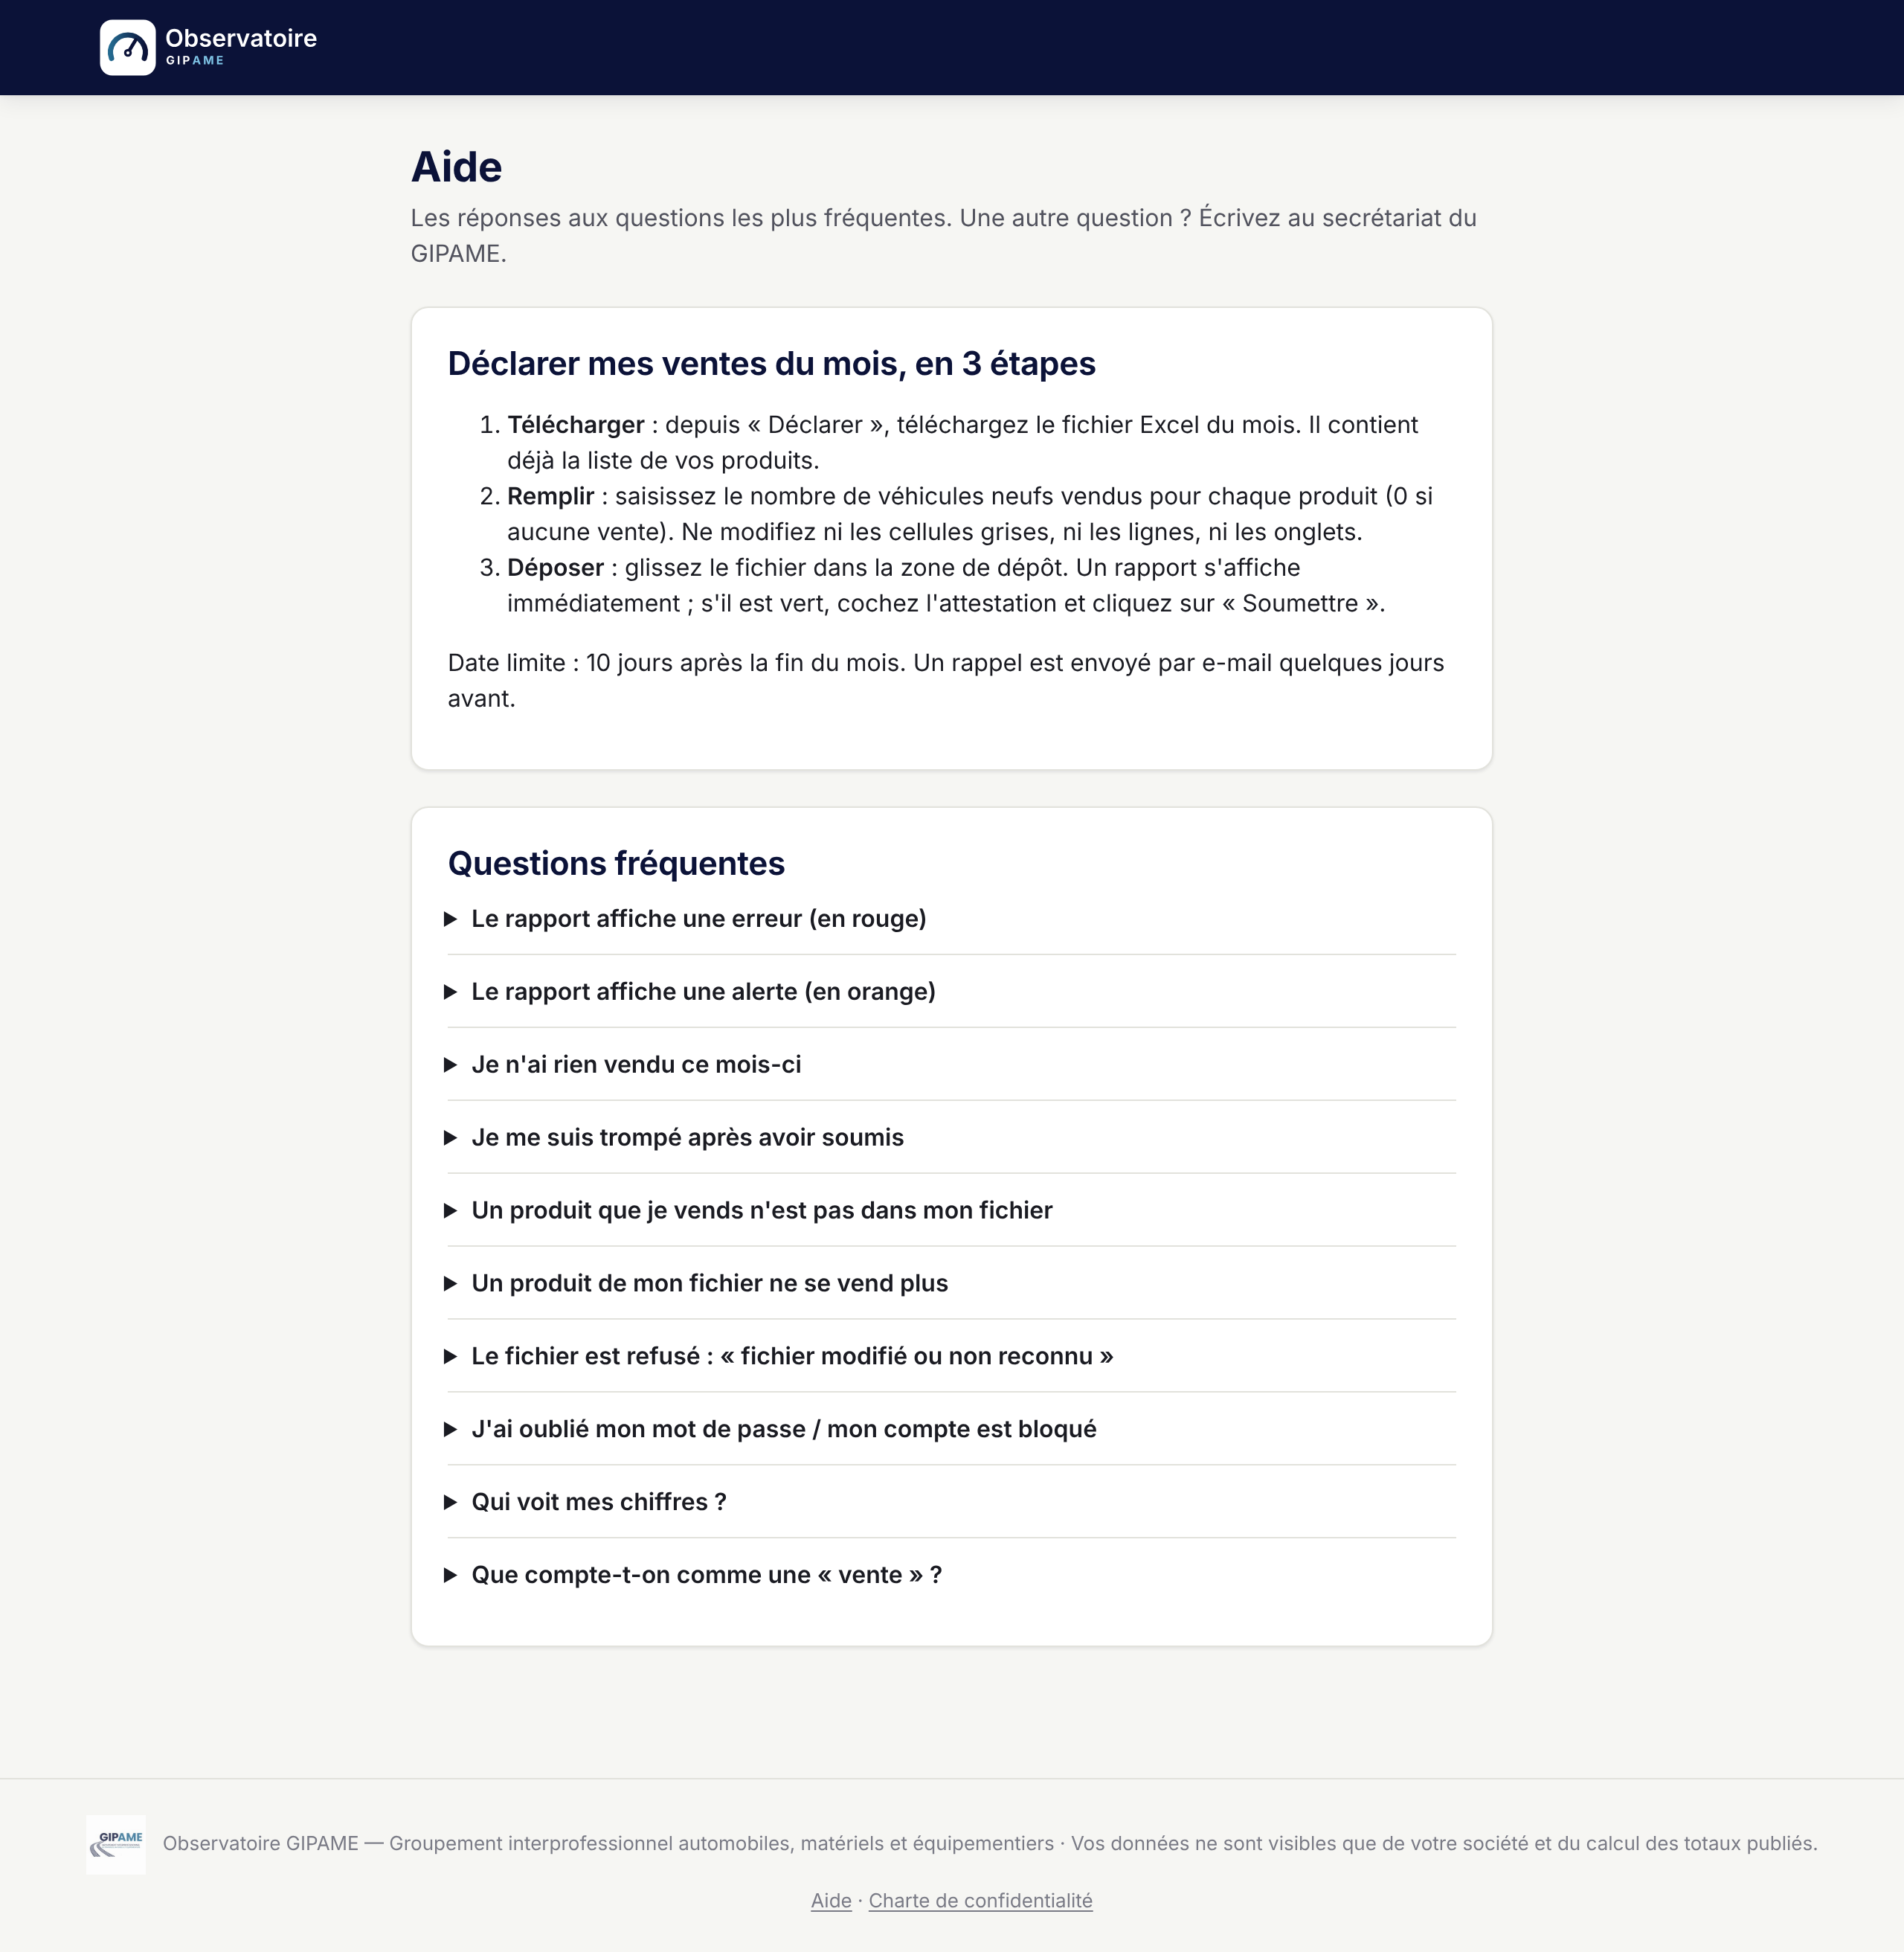 Observatoire
GIPAME
Aide
Les réponses aux questions les plus fréquentes. Une autre question ? Écrivez au secrétariat du
GIPAME.
Déclarer mes ventes du mois, en 3 étapes
1. Télécharger : depuis « Déclarer », téléchargez le fichier Excel du mois. Il contient
déjà la liste de vos produits.
2. Remplir : saisissez le nombre de véhicules neufs vendus pour chaque produit (0 si
aucune vente). Ne modifiez ni les cellules grises, ni les lignes, ni les onglets.
3. Déposer : glissez le fichier dans la zone de dépôt. Un rapport s'affiche
immédiatement ; s'il est vert, cochez l'attestation et cliquez sur « Soumettre ».
Date limite : 10 jours après la fin du mois. Un rappel est envoyé par e-mail quelques jours
avant.
Questions fréquentes
Le rapport affiche une erreur (en rouge)
Le rapport affiche une alerte (en orange)
Je n'ai rien vendu ce mois-ci
Je me suis trompé après avoir soumis
Un produit que je vends n'est pas dans mon fichier
Un produit de mon fichier ne se vend plus
Le fichier est refusé : « fichier modifié ou non reconnu »
J'ai oublié mon mot de passe / mon compte est bloqué
Qui voit mes chiffres ?
Que compte-t-on comme une « vente » ?
GIPAME
Observatoire GIPAME — Groupement interprofessionnel automobiles, matériels et équipementiers · Vos données ne sont visibles que de votre société et du calcul des totaux publiés.
Aide · Charte de confidentialité